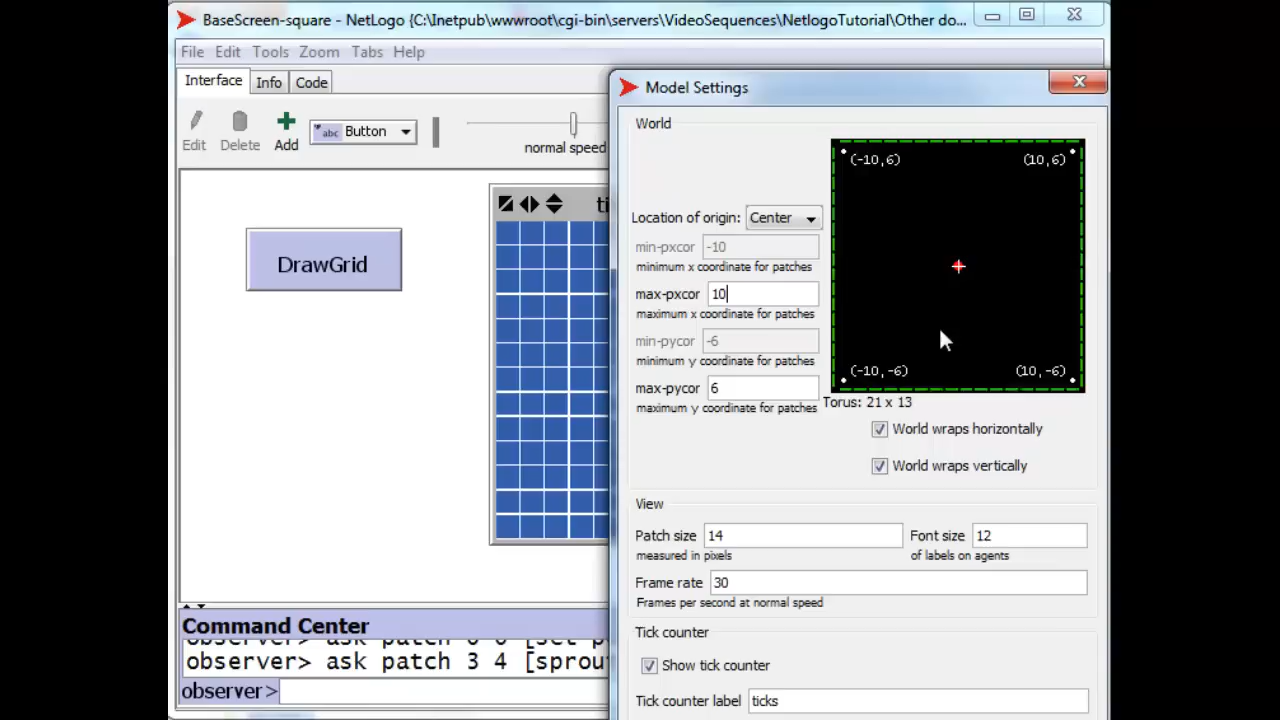 BaseScreen-square - NetLogo {C:\Inetpub\wwwroot\cgi-bin\servers\VideoSequences\NetlogoTutorial\Other do...
File Edit Tools Zoom Tabs Help
Interface Info Code
Edit Delete Add abc Button
normal speed
DrawGrid
ti
Model Settings
World
(-10,6) (10,6)
Location of origin: Center
min-pxcor -10
minimum x coordinate for patches
max-pxcor 10
maximum x coordinate for patches
min-pycor -6
minimum y coordinate for patches
(-10,-6) (10,-6)
max-pycor 6
maximum y coordinate for patches
Torus: 21 x 13
World wraps horizontally
World wraps vertically
View
Patch size 14 Font size 12
measured in pixels of labels on agents
Frame rate 30
Frames per second at normal speed
Tick counter
Show tick counter
Tick counter label ticks
Command Center
observer> ask patch 3 4 [sprou
observer>